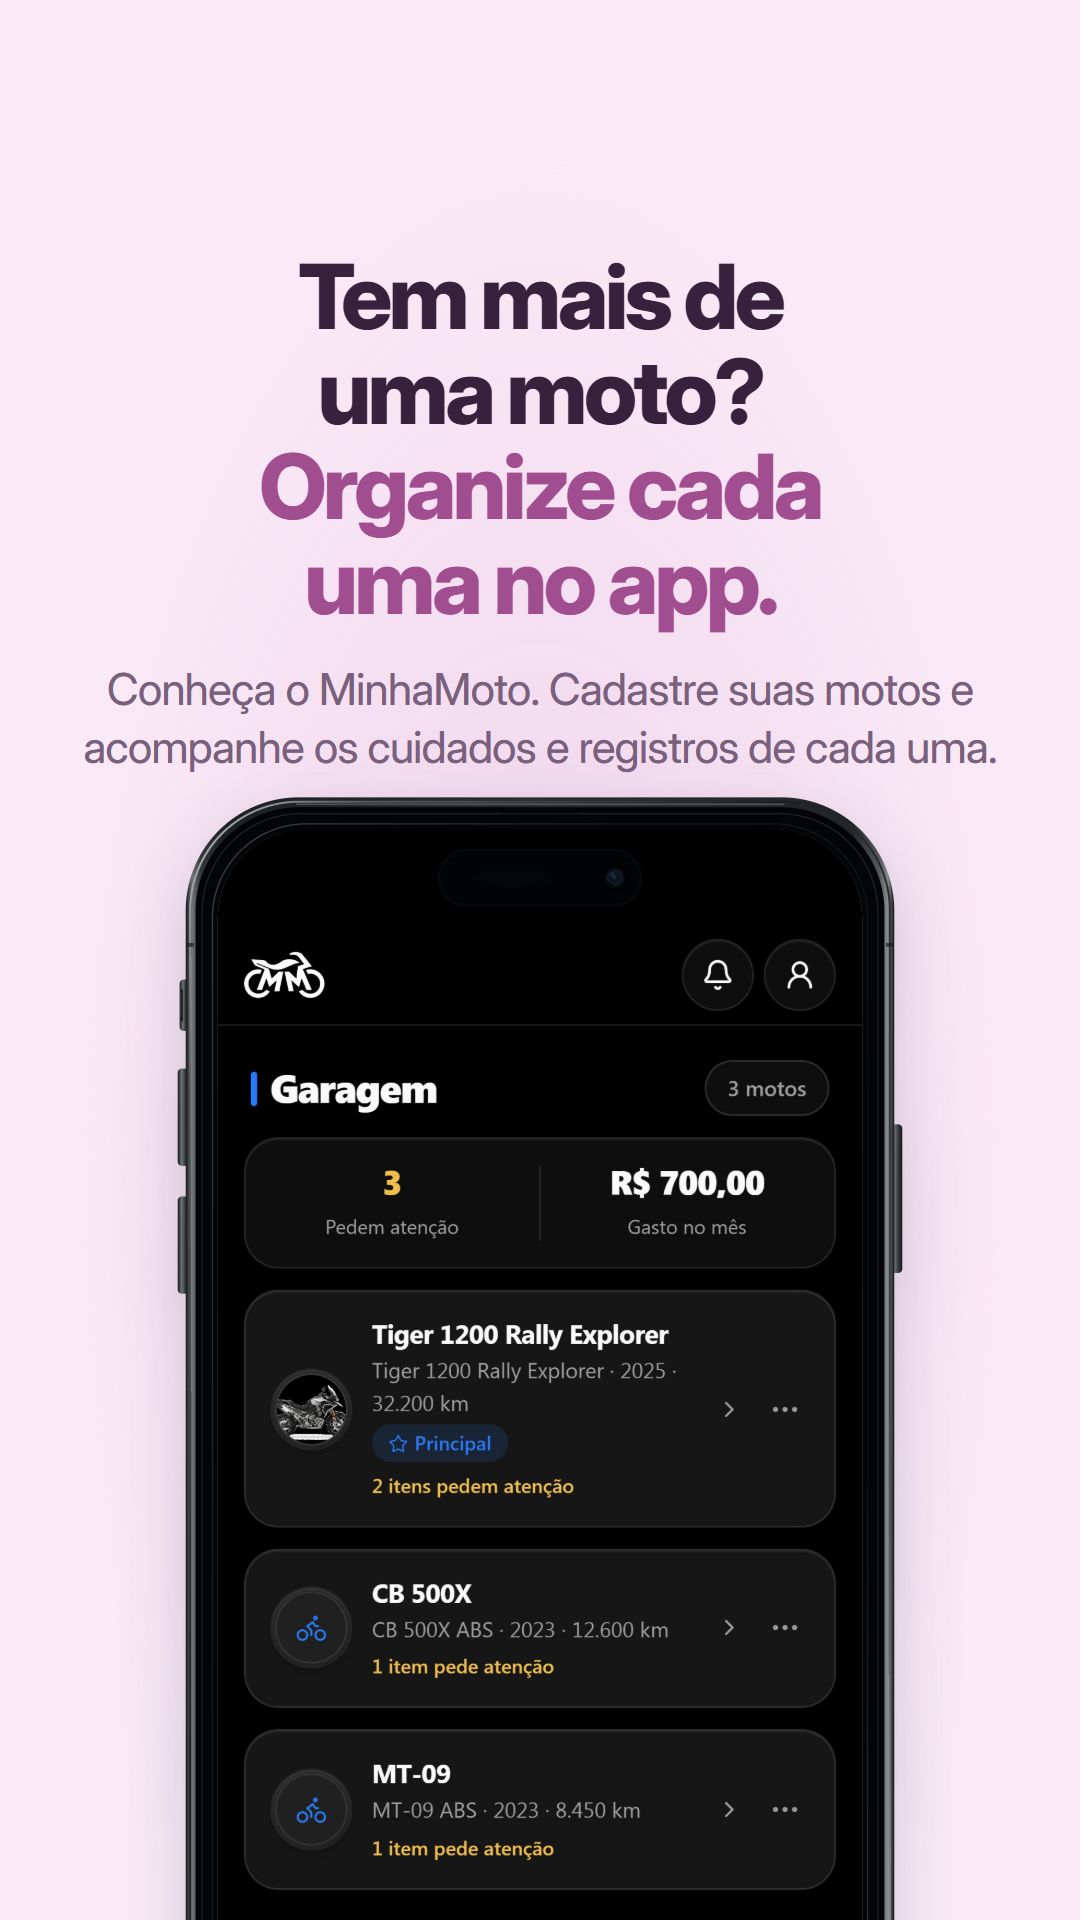 Tem mais de
uma moto?
Organize cada
uma no app.
Conheça o MinhaMoto. Cadastre suas motos e
acompanhe os cuidados e registros de cada uma.
MM
Garagem
3 motos
3
R$ 700,00
Pedem atenção
Gasto no mês
Tiger 1200 Rally Explorer
Tiger 1200 Rally Explorer · 2025 ·
32.200 km
Principal
2 itens pedem atenção
CB 500X
CB 500X ABS · 2023 · 12.600 km
1 item pede atenção
MT-09
MT-09 ABS · 2023 · 8.450 km
1 item pede atenção